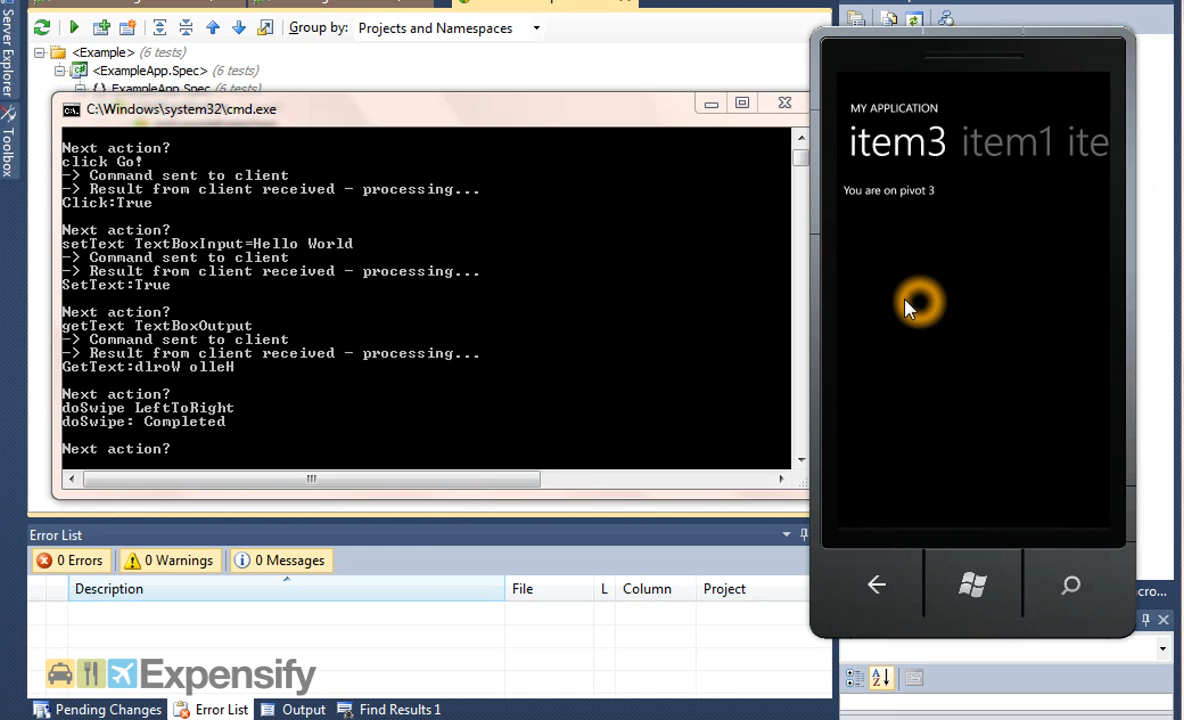 Server Explorer
Toolbox
Group by: Projects and Namespaces
<Example> (6 tests)
<ExampleApp.Spec> (6 tests)
{} ExampleApp.Spec (6 tests)
C:\Windows\system32\cmd.exe
Next action?
click Go!
-> Command sent to client
-> Result from client received - processing...
Click:True
Next action?
setText TextBoxInput=Hello World
-> Command sent to client
-> Result from client received - processing...
SetText:True
Next action?
getText TextBoxOutput
-> Command sent to client
-> Result from client received - processing...
GetText:dlroW olleH
Next action?
doSwipe LeftToRight
doSwipe: Completed
Next action?
MY APPLICATION
item3 item1 ite
You are on pivot 3
Error List
0 Errors 0 Warnings 0 Messages
Description File L Column Project
cro...
A Z
Expensify
Pending Changes Error List Output Find Results 1